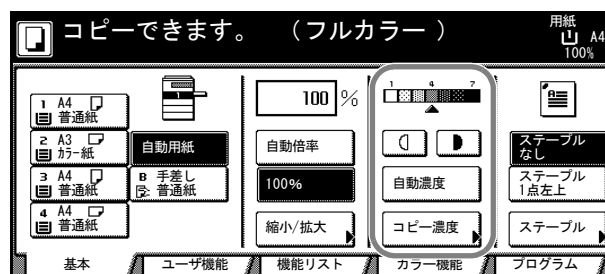 コピーできます。 （フルカラー ）
用紙
1 A4
100%
1 A4
普通紙
2 A3
ｶﾗｰ紙
3 A4
普通紙
4 A4
普通紙
自動用紙
B 手差し
普通紙
100 %
自動倍率
100%
縮小/拡大
1 4 7
自動濃度
コピー濃度
ステープル
なし
ステープル
1点左上
ステープル
基本
ユーザ機能
機能リスト
カラー機能
プログラム